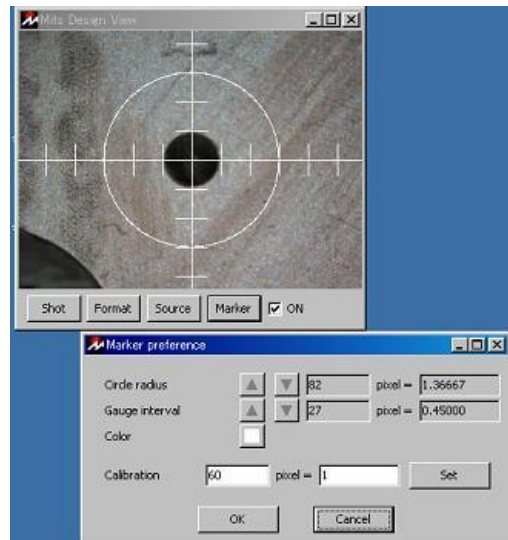 Mits Design View
Shot Format Source Marker ON
Marker preference
Circle radius 82 pixel = 1.36667
Gauge interval 27 pixel = 0.45000
Color
Calibration 60 pixel = 1 Set
OK Cancel